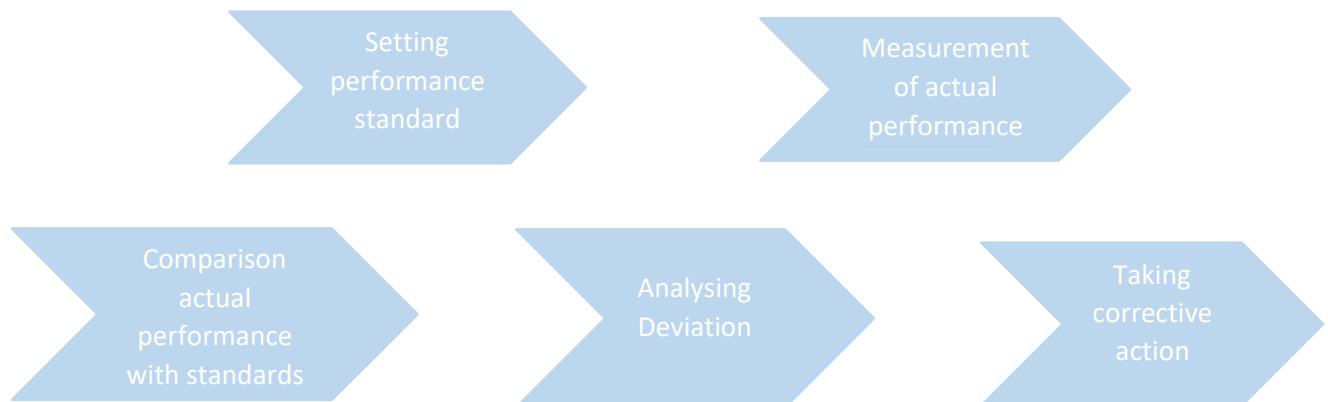 Setting
performance
standard
Measurement
of actual
performance
Comparison
actual
performance
with standards
Analysing
Deviation
Taking
corrective
action